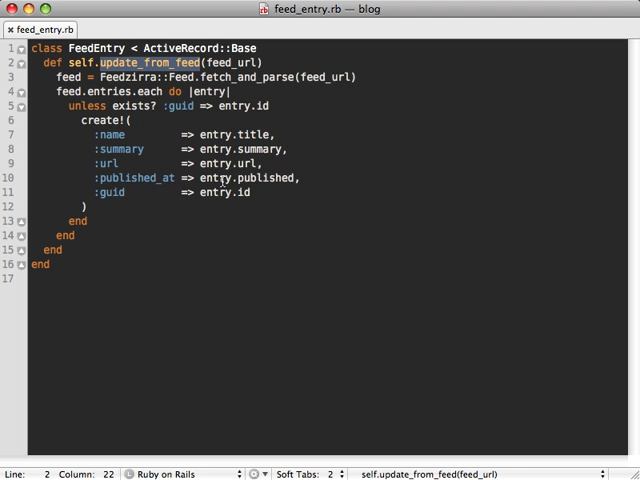 feed_entry.rb — blog
feed_entry.rb
1 class FeedEntry < ActiveRecord::Base
2 def self.update_from_feed(feed_url)
3 feed = Feedzirra::Feed.fetch_and_parse(feed_url)
4 feed.entries.each do |entry|
5 unless exists? :guid => entry.id
6 create!(
7 :name => entry.title,
8 :summary => entry.summary,
9 :url => entry.url,
10 :published_at => entry.published,
11 :guid => entry.id
12 )
13 end
14 end
15 end
16 end
17
Line: 2 Column: 22 Ruby on Rails Soft Tabs: 2 self.update_from_feed(feed_url)